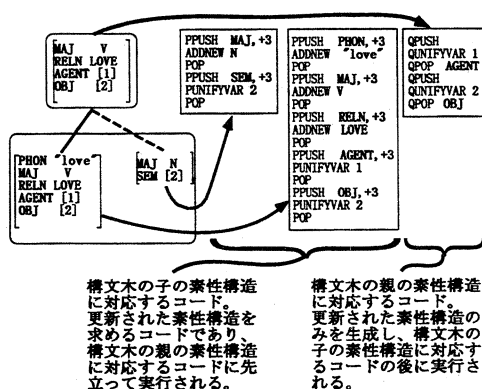 MAJ V
RELN LOVE
AGENT [1]
OBJ [2]
PHON "love"
MAJ V
RELN LOVE
AGENT [1]
OBJ [2]
MAJ N
SEM [2]
PPUSH MAJ, +3
ADDNEW N
POP
PPUSH SEM, +3
PUNIFYVAR 2
POP
PPUSH PHON, +3
ADDNEW "love"
POP
PPUSH MAJ, +3
ADDNEW V
POP
PPUSH RELN, +3
ADDNEW LOVE
POP
PPUSH AGENT, +3
PUNIFYVAR 1
POP
PPUSH OBJ, +3
PUNIFYVAR 2
POP
QPUSH
QUNIFYVAR 1
QPOP AGENT
QPUSH
QUNIFYVAR 2
QPOP OBJ
構文木の子の素性構造
に対応するコード。
更新された素性構造を
求めるコードであり、
構文木の親の素性構造
に対応するコードに先
立って実行される。
構文木の親の素性構造
に対応するコード。
更新された素性構造の
みを生成し、構文木の
子の素性構造に対応す
るコードの後に実行さ
れる。